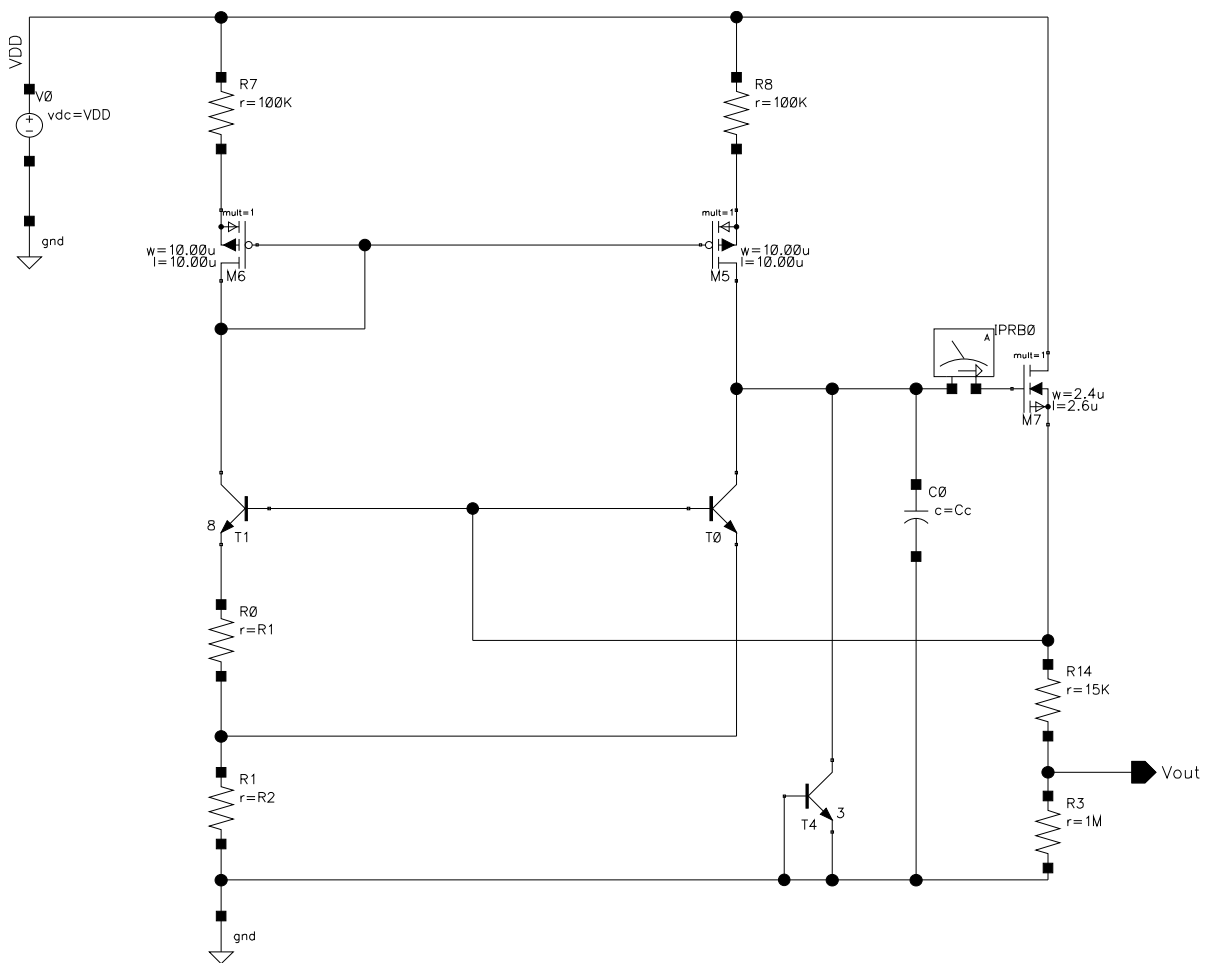 VDD
V0
vdc=VDD
gnd
R7
r=100K
R8
r=100K
mult=1
w=10.00u
l=10.00u
M6
mult=1
w=10.00u
l=10.00u
M5
IPRB0
A
mult=1
w=2.4u
l=2.6u
M7
8
T1
T0
C0
c=Cc
R0
r=R1
R14
r=15K
R1
r=R2
Vout
T4
3
R3
r=1M
gnd